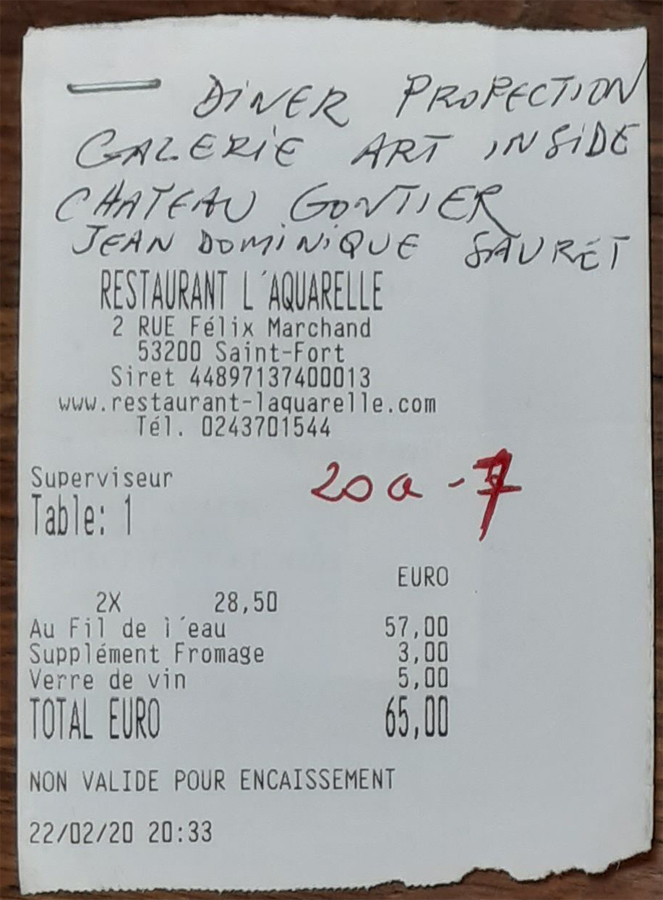 DINER PROPECTION
GALERIE ART INSIDE
CHATEAU GONTIER
JEAN DOMINIQUE SAURET
RESTAURANT L´AQUARELLE
2 RUE Félix Marchand
53200 Saint-Fort
Siret 44897137400013
www.restaurant-laquarelle.com
Tél. 0243701544
Superviseur
20a-7
Table: 1
EURO
2X 28,50
Au Fil de l´eau 57,00
Supplément Fromage 3,00
Verre de vin 5,00
TOTAL EURO 65,00
NON VALIDE POUR ENCAISSEMENT
22/02/20 20:33